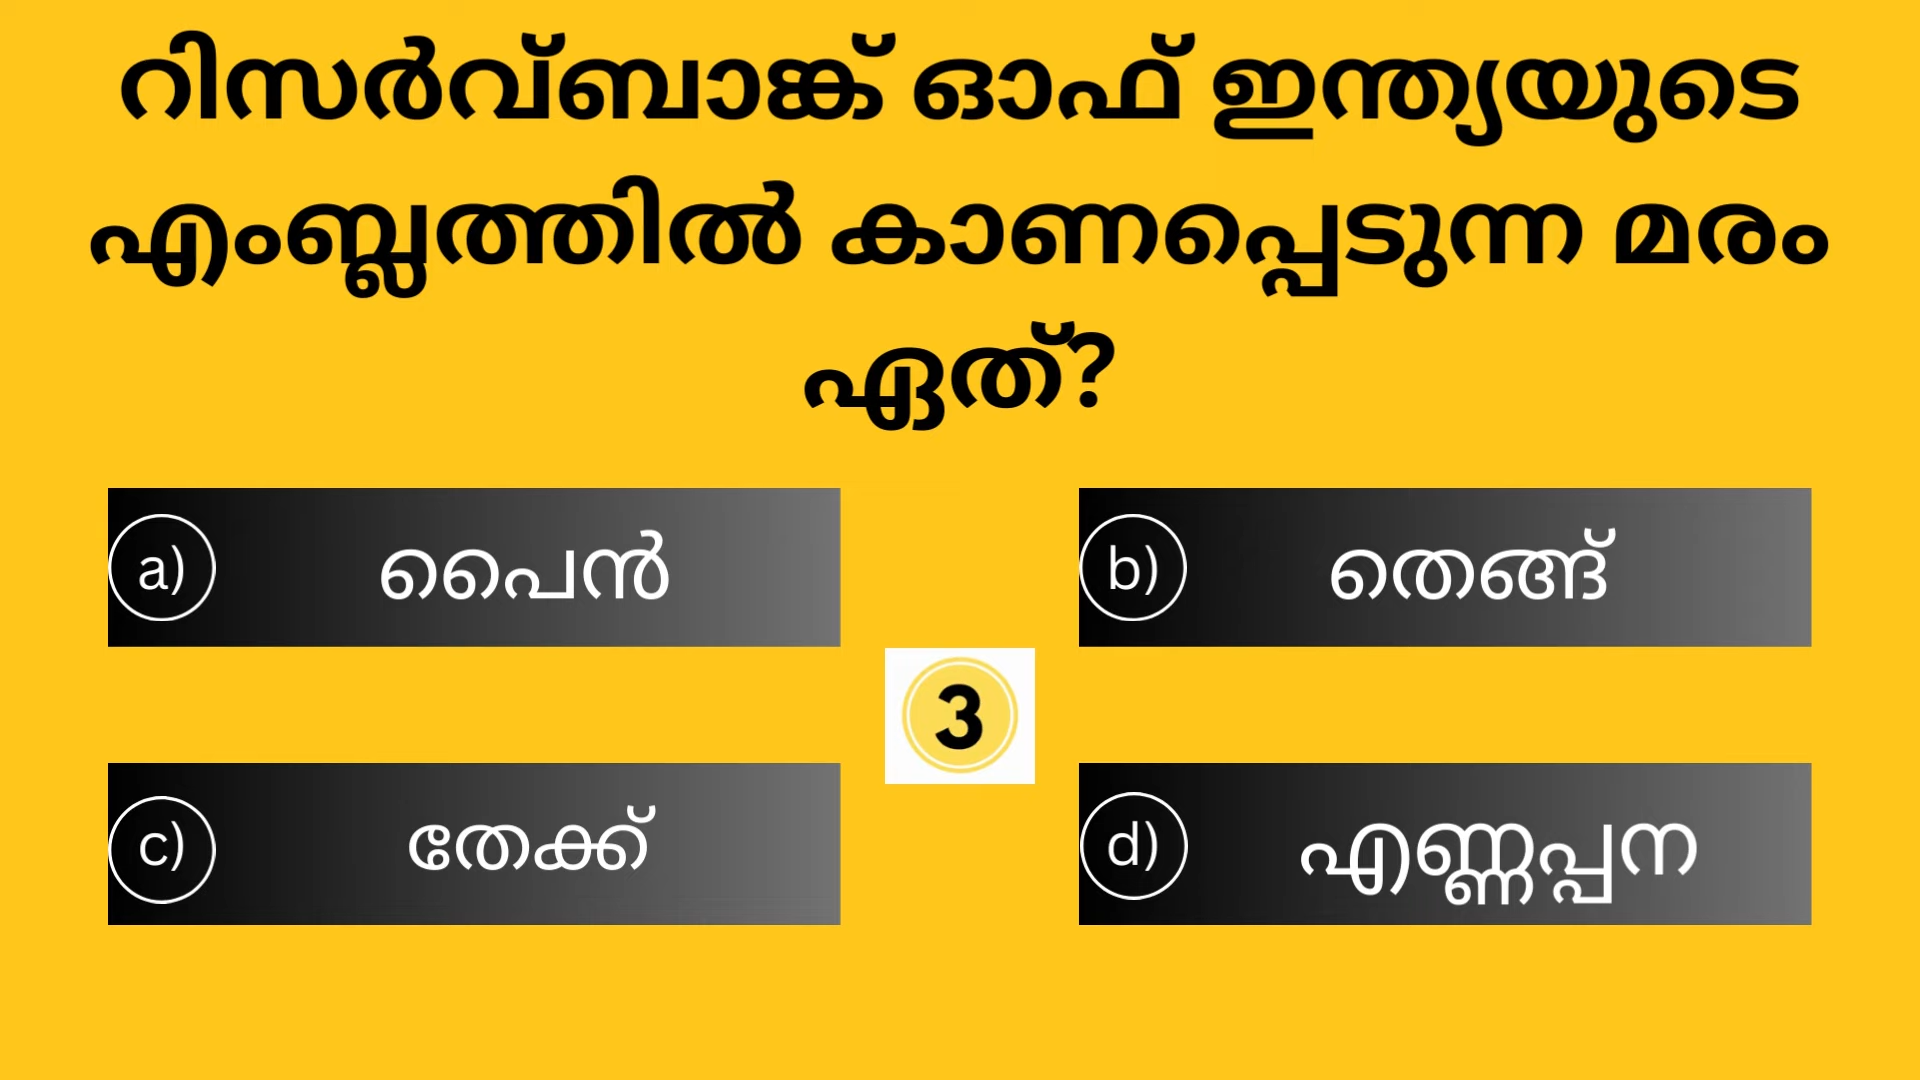 റിസർവ്ബാങ്ക് ഓഫ് ഇന്ത്യയുടെ
എംബ്ലത്തിൽ കാണപ്പെടുന്ന മരം
ഏത്?
a) പൈൻ
b) തെങ്ങ്
3
c) തേക്ക്
d) എണ്ണപ്പന